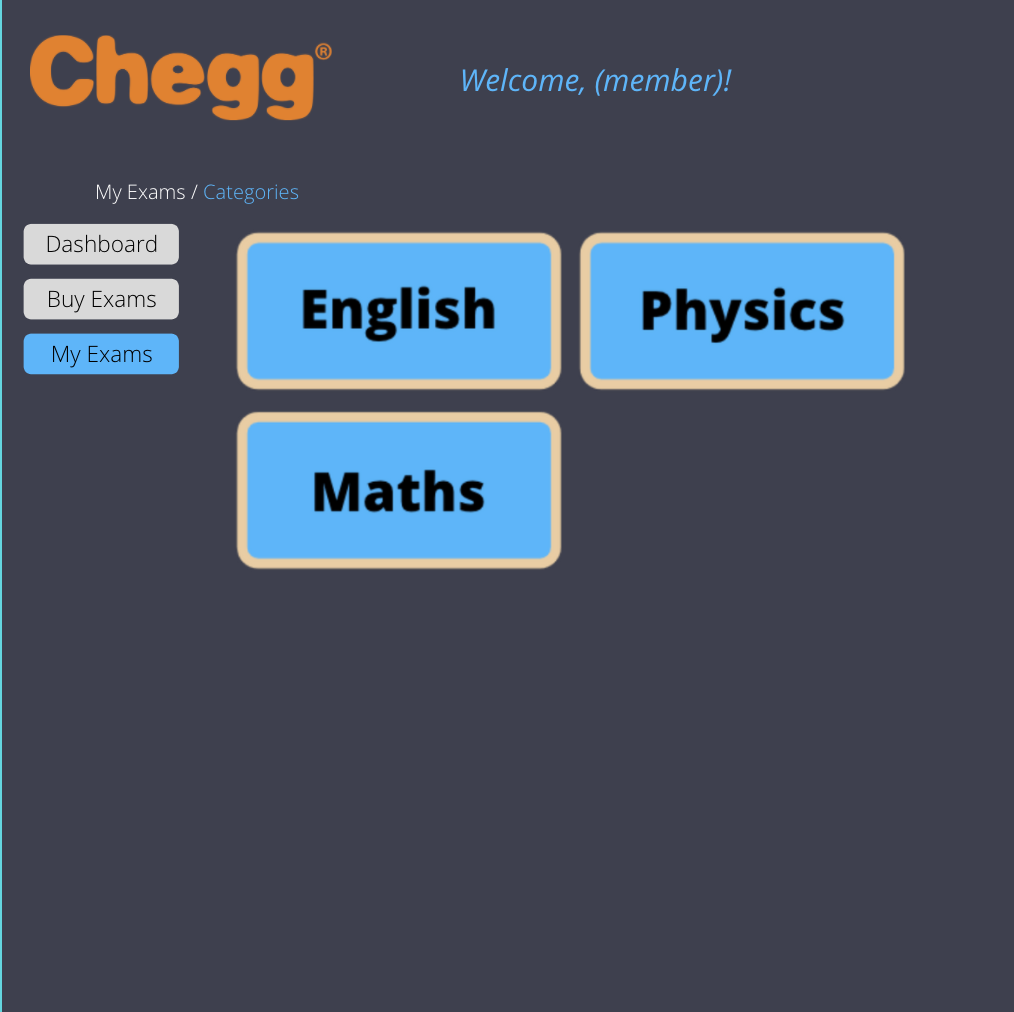 Chegg®
Welcome, (member)!
My Exams / Categories
Dashboard
Buy Exams
My Exams
English
Physics
Maths